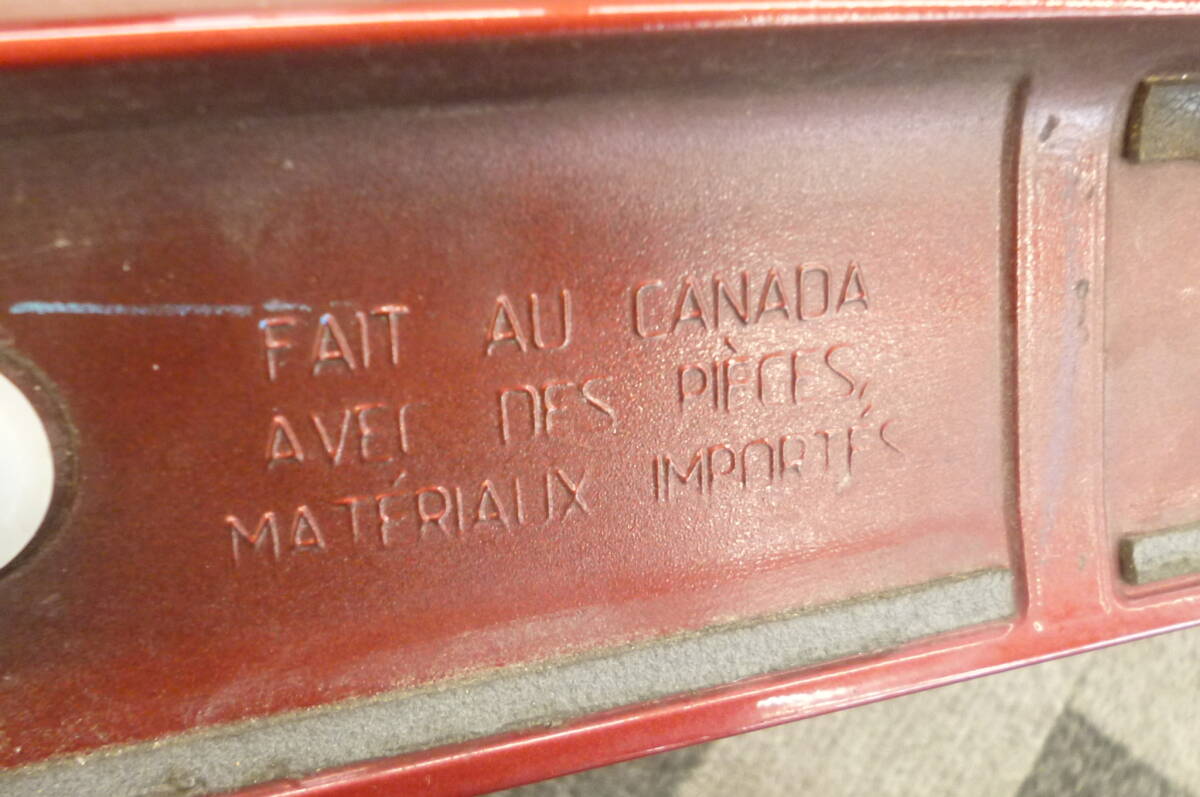 FAIT AU CANADA
AVEC DES PIÈCES,
MATÉRIAUX IMPORTÉS